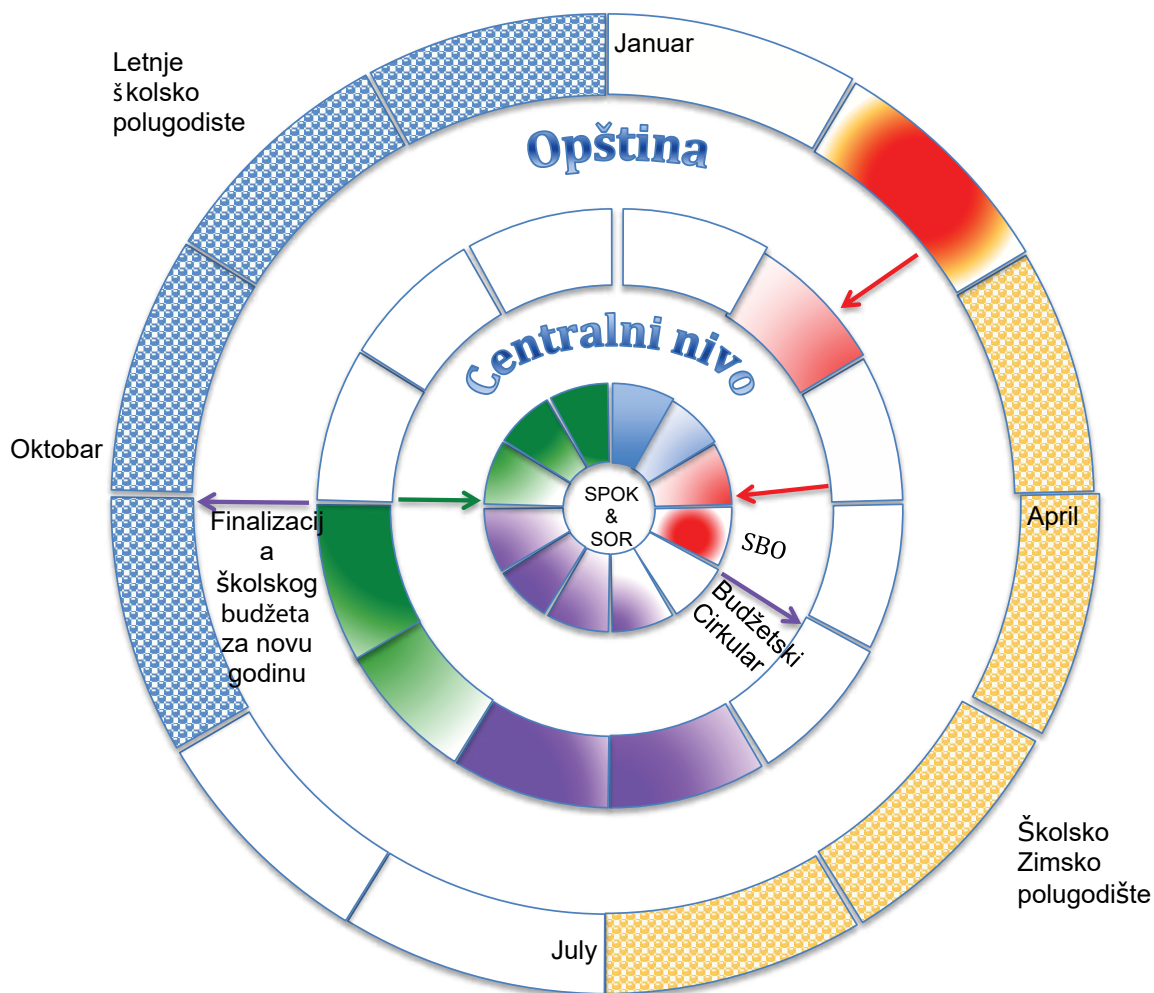 Januar
Letnje
školsko
polugodiste
Opština
Centralni nivo
Oktobar
SPOK
&
SOR
April
SBO
Finalizacij
a
školskog
budžeta
za novu
godinu
Budžetski
Cirkular
Školsko
Zimsko
polugodište
July